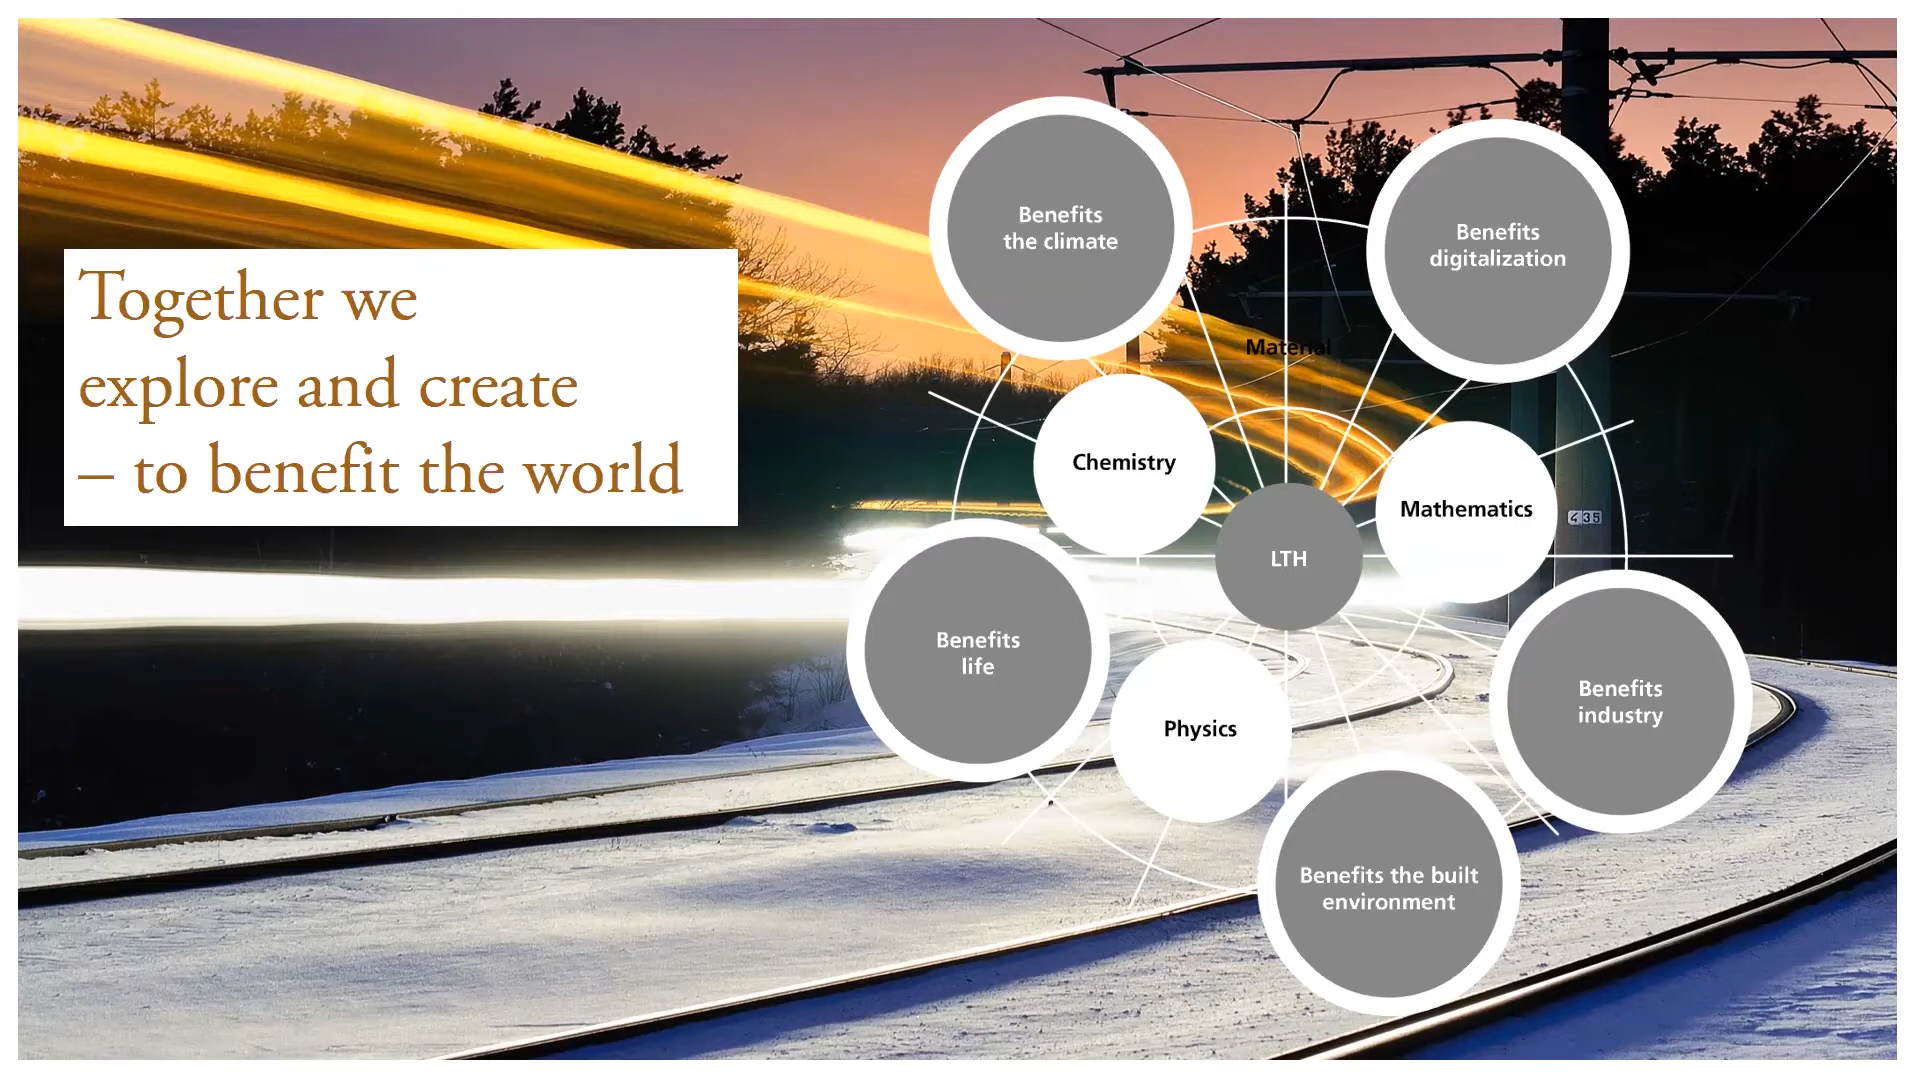 Together we
explore and create
– to benefit the world
Benefits
the climate
Benefits
digitalization
Material
Chemistry
Mathematics
435
LTH
Benefits
life
Benefits
industry
Physics
Benefits the built
environment